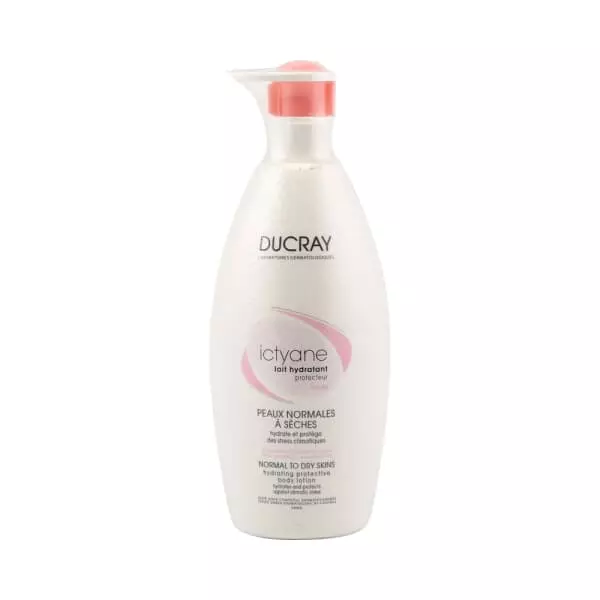 DUCRAY
LABORATOIRES DERMATOLOGIQUES
ictyane
lait hydratant
protecteur
PEAUX NORMALES
À SÈCHES
hydrate et protège
des stress climatiques
NORMAL TO DRY SKINS
hydrating protective
body lotion
hydrates and protects
against climatic stress